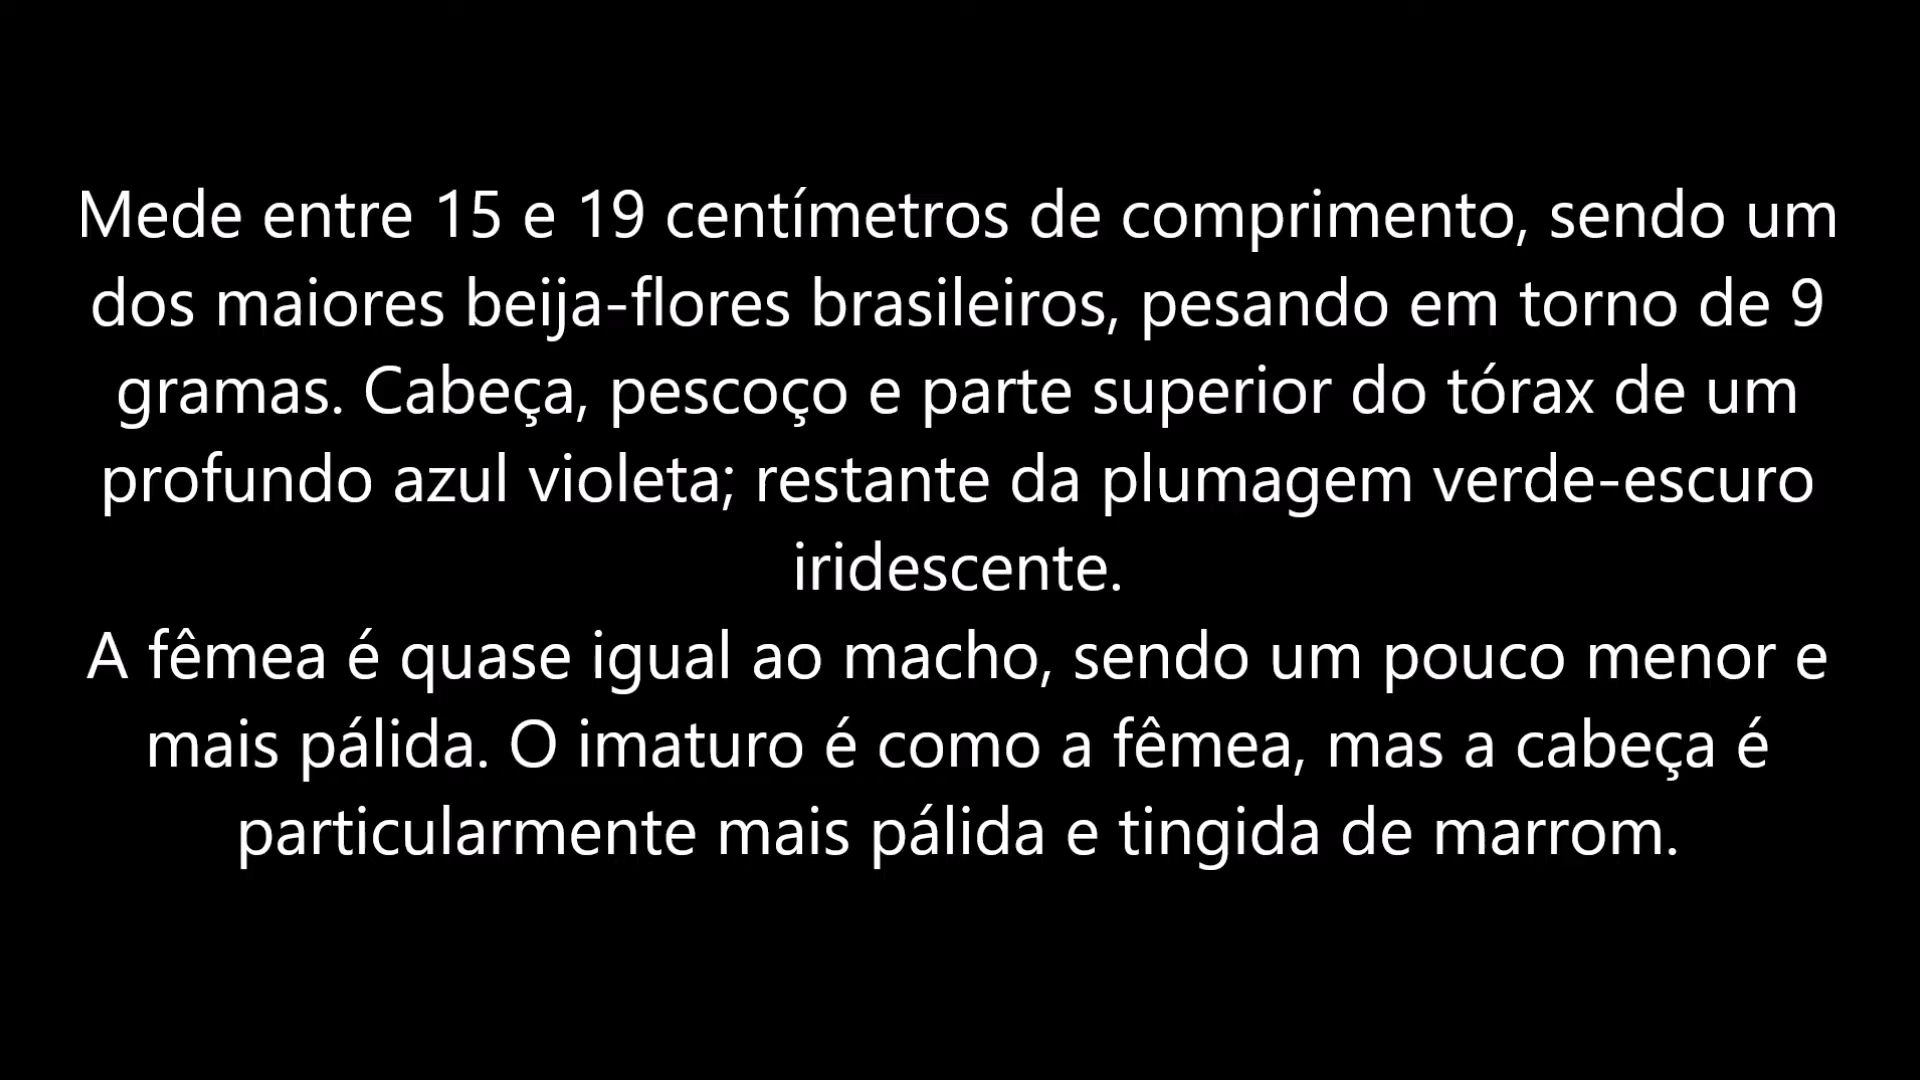 Mede entre 15 e 19 centímetros de comprimento, sendo um
dos maiores beija-flores brasileiros, pesando em torno de 9
gramas. Cabeça, pescoço e parte superior do tórax de um
profundo azul violeta; restante da plumagem verde-escuro
iridescente.
A fêmea é quase igual ao macho, sendo um pouco menor e
mais pálida. O imaturo é como a fêmea, mas a cabeça é
particularmente mais pálida e tingida de marrom.